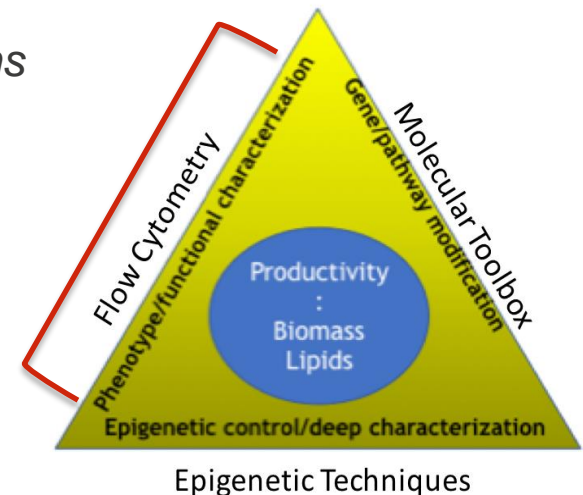 ns
Flow Cytometry
Phenotype/functional characterization
Gene/pathway modification
Molecular Toolbox
Productivity
:
Biomass
Lipids
Epigenetic control/deep characterization
Epigenetic Techniques